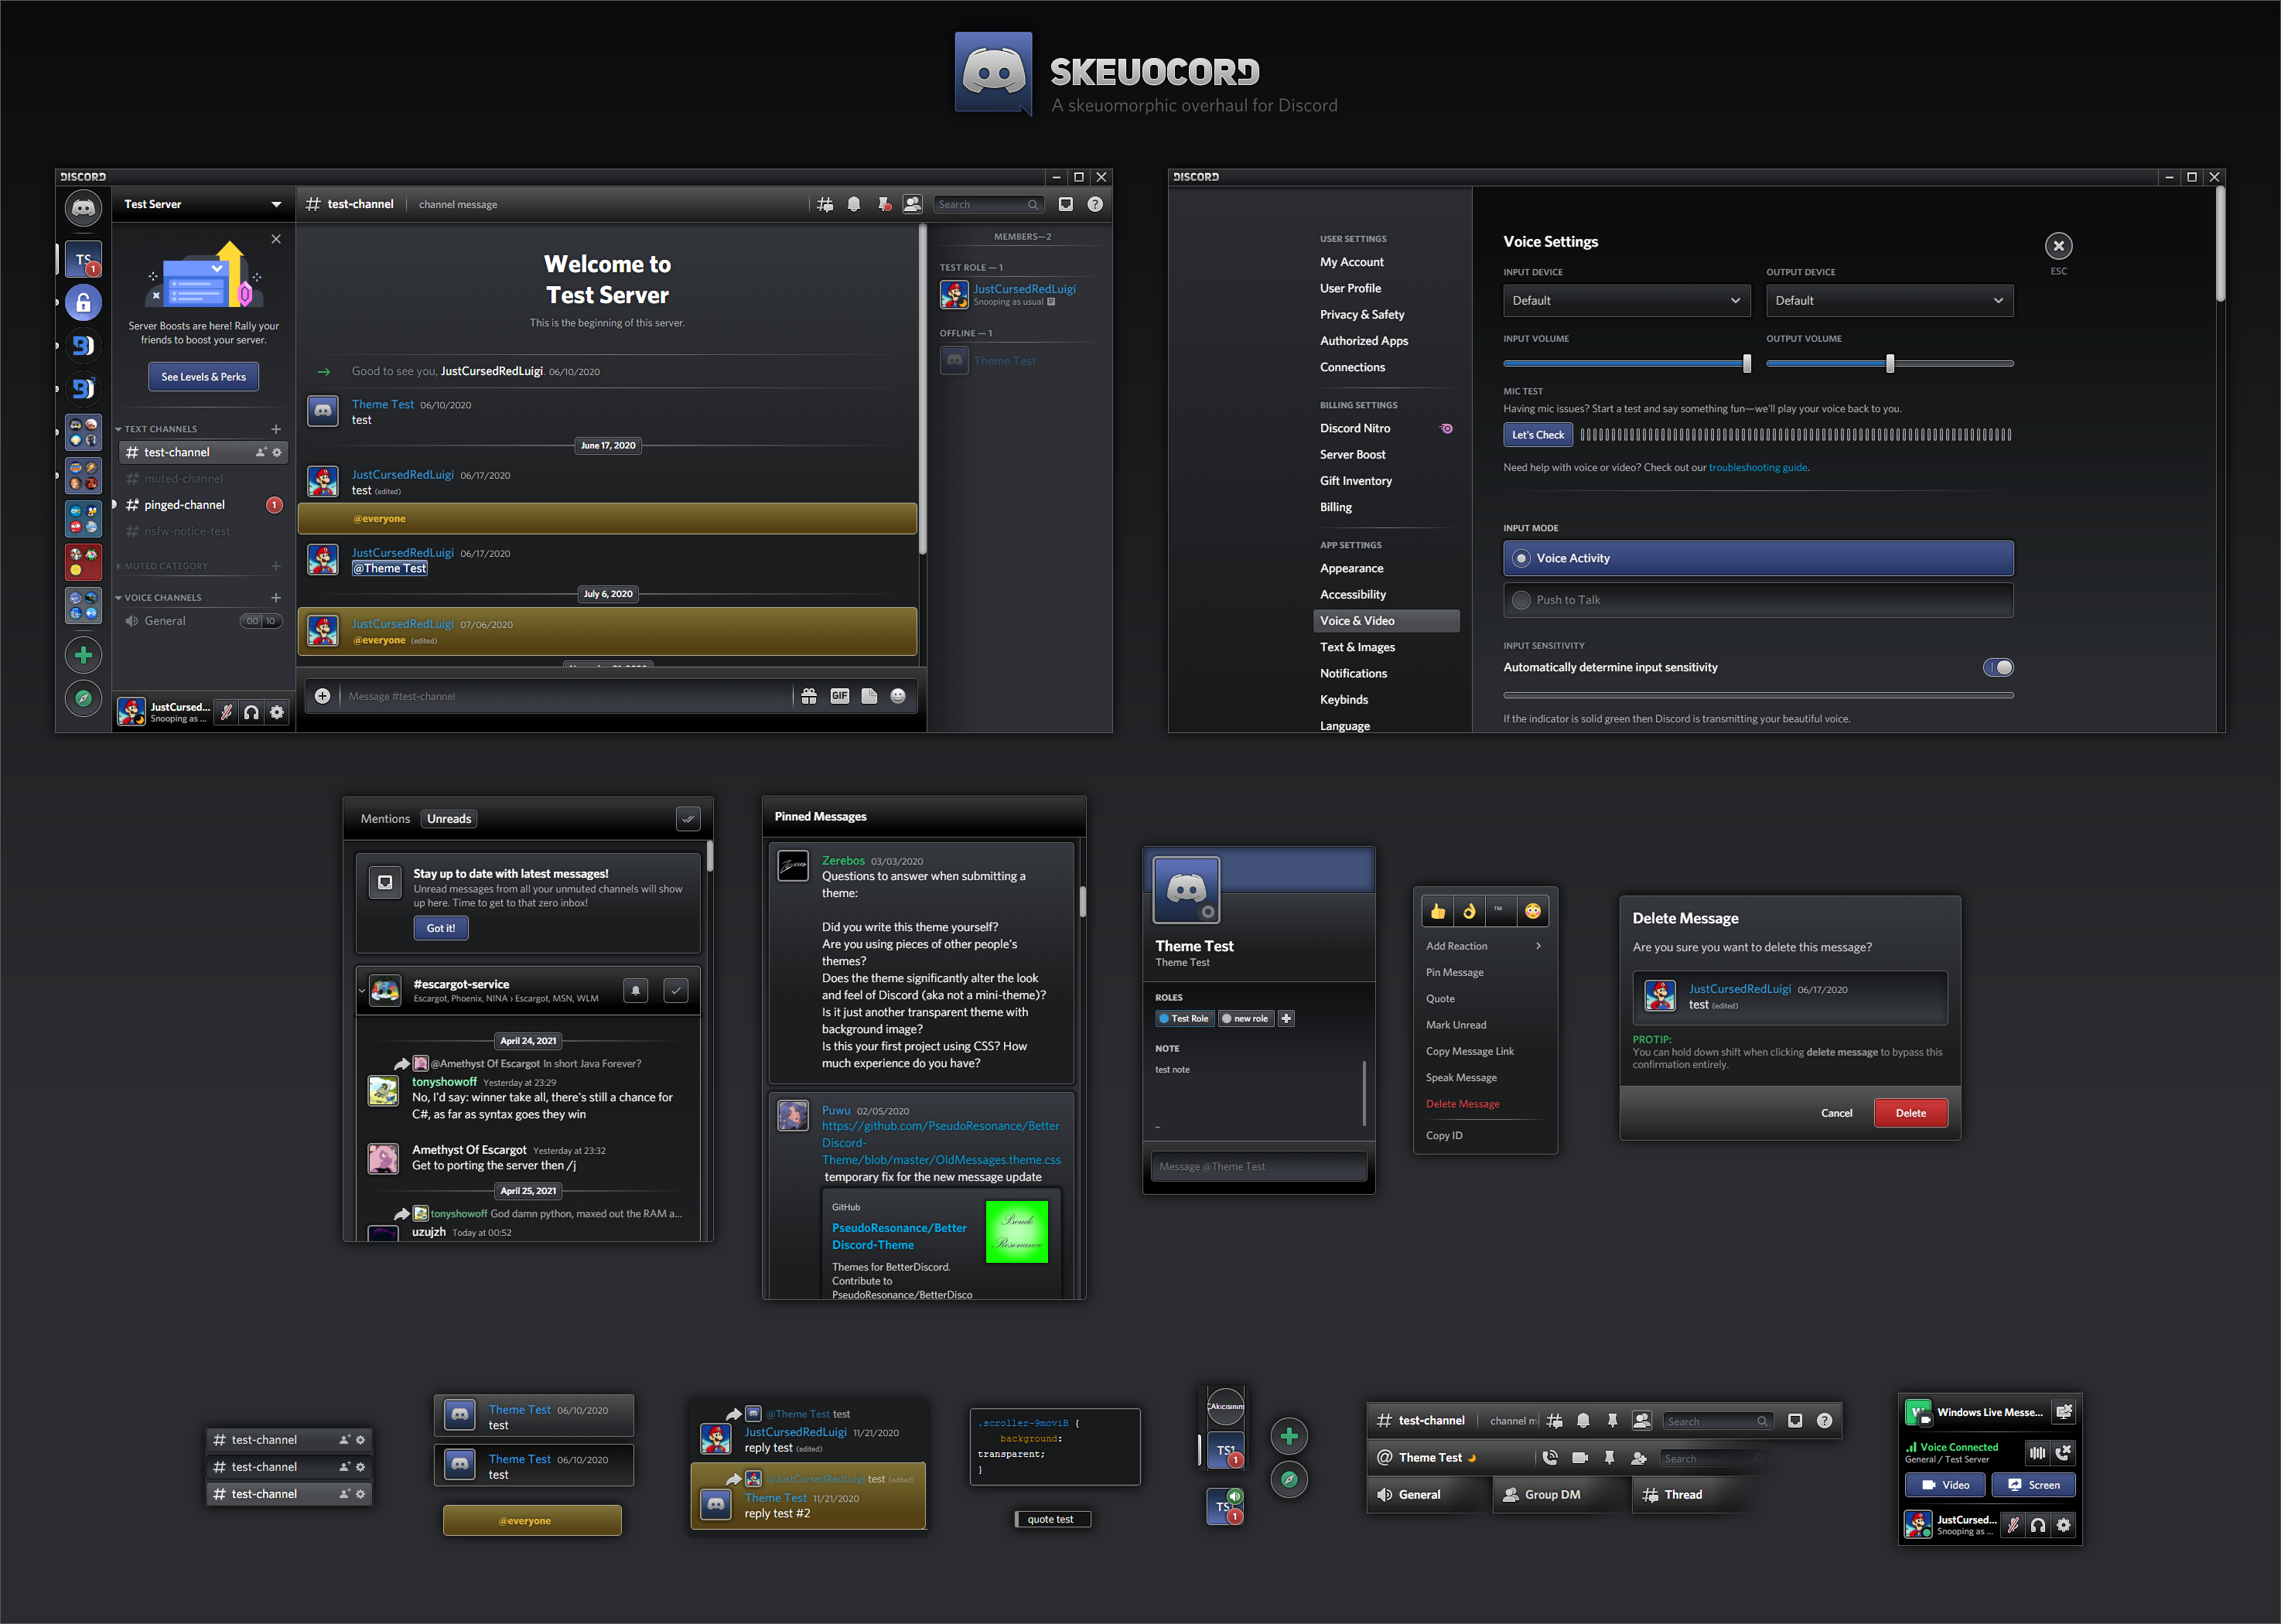 SKEUOCORD
A skeuomorphic overhaul for Discord
DISCORD
Test Server
# test-channel
channel message
Search
TS
1
Server Boosts are here! Rally your
friends to boost your server.
See Levels & Perks
TEXT CHANNELS
test-channel
muted-channel
pinged-channel
1
nsfw-notice-test
MUTED CATEGORY
VOICE CHANNELS
General
00 10
JustCursed...
Snooping as ...
Welcome to
Test Server
This is the beginning of this server.
Good to see you, JustCursedRedLuigi. 06/10/2020
Theme Test 06/10/2020
test
June 17, 2020
JustCursedRedLuigi 06/17/2020
test (edited)
@everyone
JustCursedRedLuigi 06/17/2020
@Theme Test
July 6, 2020
JustCursedRedLuigi 07/06/2020
@everyone (edited)
Message #test-channel
GIF
MEMBERS—2
TEST ROLE — 1
JustCursedRedLuigi
Snooping as usual
OFFLINE — 1
Theme Test
DISCORD
USER SETTINGS
My Account
User Profile
Privacy & Safety
Authorized Apps
Connections
BILLING SETTINGS
Discord Nitro
Server Boost
Gift Inventory
Billing
APP SETTINGS
Appearance
Accessibility
Voice & Video
Text & Images
Notifications
Keybinds
Language
Voice Settings
ESC
INPUT DEVICE
OUTPUT DEVICE
Default
Default
INPUT VOLUME
OUTPUT VOLUME
MIC TEST
Having mic issues? Start a test and say something fun—we'll play your voice back to you.
Let's Check
Need help with voice or video? Check out our troubleshooting guide.
INPUT MODE
Voice Activity
Push to Talk
INPUT SENSITIVITY
Automatically determine input sensitivity
If the indicator is solid green then Discord is transmitting your beautiful voice.
Mentions Unreads
Stay up to date with latest messages!
Unread messages from all your unmuted channels will show
up here. Time to get to that zero inbox!
Got it!
#escargot-service
Escargot, Phoenix, NINA › Escargot, MSN, WLM
April 24, 2021
@Amethyst Of Escargot In short Java Forever?
tonyshowoff Yesterday at 23:29
No, I'd say: winner take all, there's still a chance for
C#, as far as syntax goes they win
Amethyst Of Escargot Yesterday at 23:32
Get to porting the server then /j
April 25, 2021
tonyshowoff God damn python, maxed out the RAM a...
uzujzh Today at 00:52
Pinned Messages
Zerebos 03/03/2020
Questions to answer when submitting a
theme:
Did you write this theme yourself?
Are you using pieces of other people's
themes?
Does the theme significantly alter the look
and feel of Discord (aka not a mini-theme)?
Is it just another transparent theme with
background image?
Is this your first project using CSS? How
much experience do you have?
Puwu 02/05/2020
https://github.com/PseudoResonance/Better
Discord-
Theme/blob/master/OldMessages.theme.css
temporary fix for the new message update
GitHub
PseudoResonance/Better
Discord-Theme
Themes for BetterDiscord.
Contribute to
PseudoResonance/BetterDisco
Pseudo
Resonance
Theme Test
Theme Test
ROLES
Test Role
new role
NOTE
test note
Message @Theme Test
TM
Add Reaction
Pin Message
Quote
Mark Unread
Copy Message Link
Speak Message
Delete Message
Copy ID
Delete Message
Are you sure you want to delete this message?
JustCursedRedLuigi 06/17/2020
test (edited)
PROTIP:
You can hold down shift when clicking delete message to bypass this
confirmation entirely.
Cancel
Delete
# test-channel
# test-channel
# test-channel
Theme Test 06/10/2020
test
Theme Test 06/10/2020
test
@everyone
@Theme Test test
JustCursedRedLuigi 11/21/2020
reply test (edited)
@JustCursedRedLuigi test (edited)
Theme Test 11/21/2020
reply test #2
.scroller-9moviB {
background:
transparent;
}
quote test
TS1
1
TS
1
# test-channel
channel m
Search
@ Theme Test
Search
General
Group DM
Thread
Windows Live Messe...
Voice Connected
General / Test Server
Video
Screen
JustCursed...
Snooping as ...